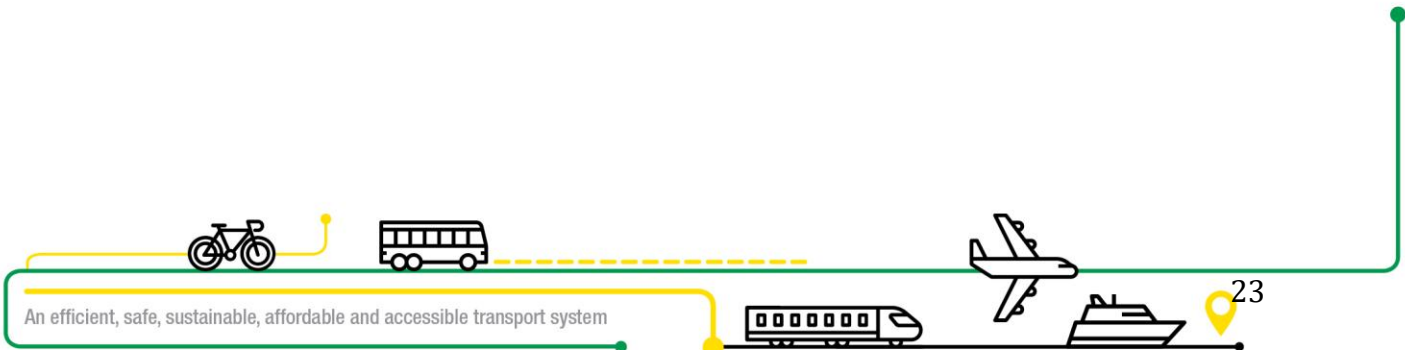 23
An efficient, safe, sustainable, affordable and accessible transport system